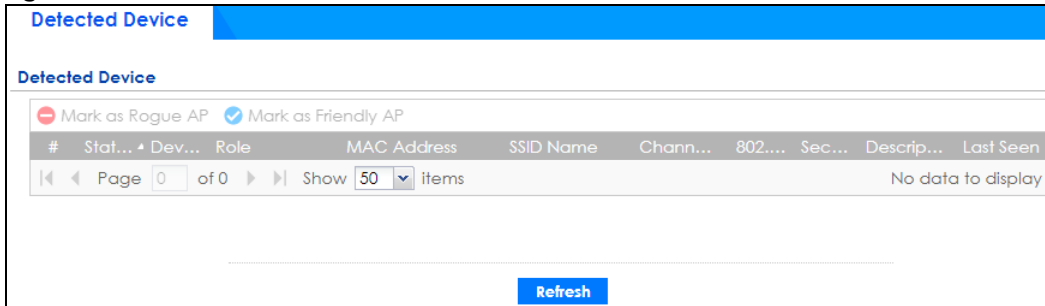 Detected Device
Detected Device
Mark as Rogue AP Mark as Friendly AP
# Stat... Dev... Role MAC Address SSID Name Chann... 802.... Sec... Descrip... Last Seen
Page 0 of 0 Show 50 items No data to display
Refresh